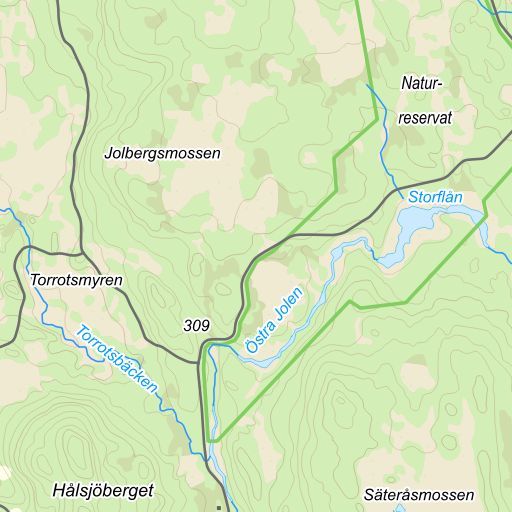 Natur-
reservat
Jolbergsmossen
Storflån
Torrotsmyren
Östra Jolen
309
Torrotsbäcken
Hålsjöberget
Säteråsmossen